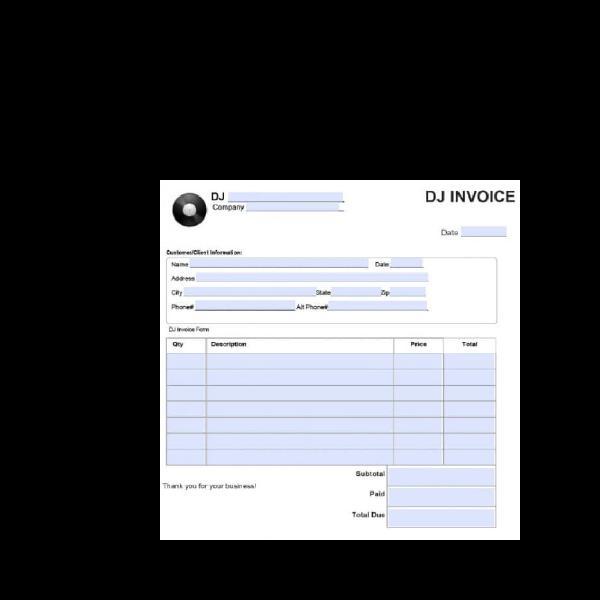 DJ
DJ INVOICE
Company
Date
Customer/Client Information:
Name Date
Address
City State Zip
Phone# Alt Phone#
DJ Invoice Form
Qty Description Price Total
Subtotal
Thank you for your business!
Paid
Total Due